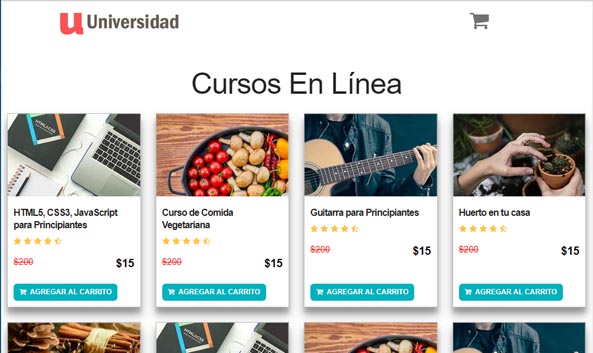 Universidad
Cursos En Línea
HTML5, CSS3, JavaScript
para Principiantes
$200
$15
AGREGAR AL CARRITO
Curso de Comida
Vegetariana
$200
$15
AGREGAR AL CARRITO
Guitarra para Principiantes
$200
$15
AGREGAR AL CARRITO
Huerto en tu casa
$200
$15
AGREGAR AL CARRITO